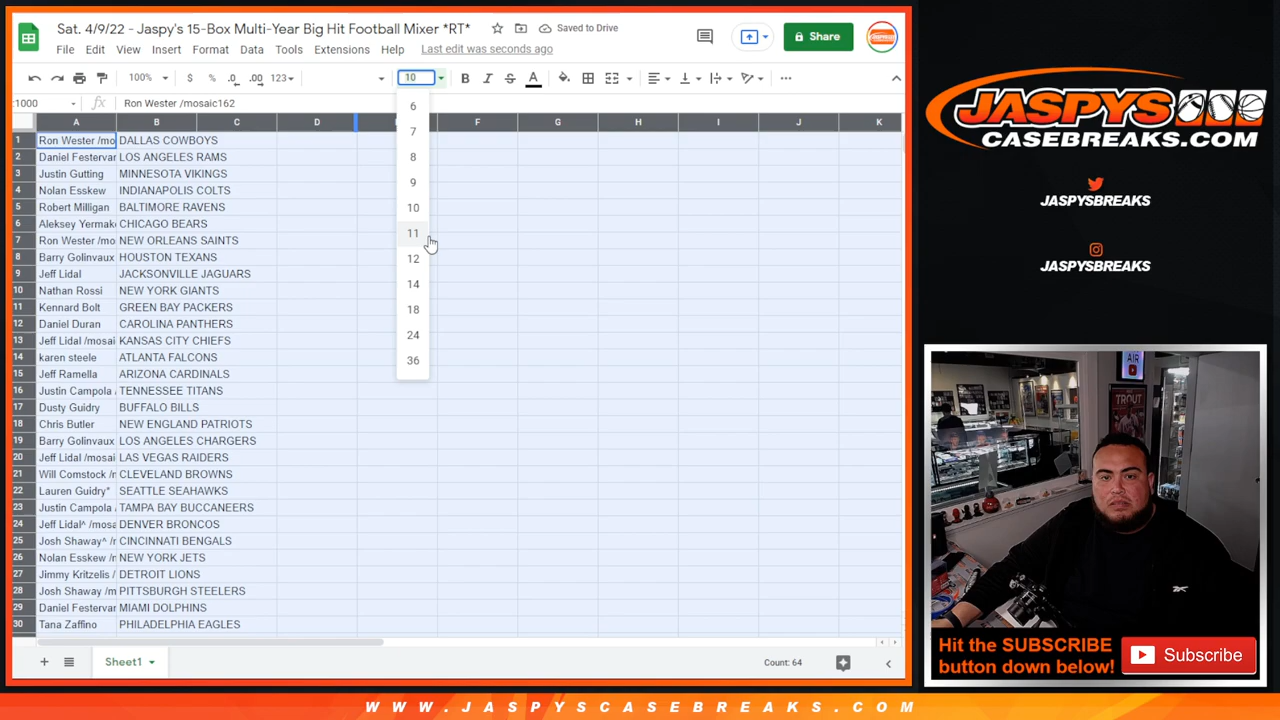 Sat. 4/9/22 - Jaspy's 15-Box Multi-Year Big Hit Football Mixer *RT*
Saved to Drive
File Edit View Insert Format Data Tools Extensions Help Last edit was seconds ago
Share
100% $ % .0 .00 123 10 B I S A
:1000 fx Ron Wester /mosaic162
A B C D F G H I J K
1 Ron Wester /mo DALLAS COWBOYS
2 Daniel Festervar LOS ANGELES RAMS
3 Justin Gutting MINNESOTA VIKINGS
4 Nolan Esskew INDIANAPOLIS COLTS
5 Robert Milligan BALTIMORE RAVENS
6 Aleksey Yermak CHICAGO BEARS
7 Ron Wester /mo NEW ORLEANS SAINTS
8 Barry Golinvaux HOUSTON TEXANS
9 Jeff Lidal JACKSONVILLE JAGUARS
10 Nathan Rossi NEW YORK GIANTS
11 Kennard Bolt GREEN BAY PACKERS
12 Daniel Duran CAROLINA PANTHERS
13 Jeff Lidal /mosai KANSAS CITY CHIEFS
14 karen steele ATLANTA FALCONS
15 Jeff Ramella ARIZONA CARDINALS
16 Justin Campola / TENNESSEE TITANS
17 Dusty Guidry BUFFALO BILLS
18 Chris Butler NEW ENGLAND PATRIOTS
19 Barry Golinvaux LOS ANGELES CHARGERS
20 Jeff Lidal /mosai LAS VEGAS RAIDERS
21 Will Comstock /n CLEVELAND BROWNS
22 Lauren Guidry* SEATTLE SEAHAWKS
23 Justin Campola / TAMPA BAY BUCCANEERS
24 Jeff Lidal^ /mosa DENVER BRONCOS
25 Josh Shaway^ /n CINCINNATI BENGALS
26 Nolan Esskew /n NEW YORK JETS
27 Jimmy Kritzelis / DETROIT LIONS
28 Josh Shaway /m PITTSBURGH STEELERS
29 Daniel Festervar MIAMI DOLPHINS
30 Tana Zaffino PHILADELPHIA EAGLES
6
7
8
9
10
11
12
14
18
24
36
Sheet1
Count: 64
JASPYS
CASEBREAKS.COM
JASPYSBREAKS
JASPYSBREAKS
AIR
TROUT
Hit the SUBSCRIBE
button down below!
Subscribe
WWW.JASPYSCASEBREAKS.COM